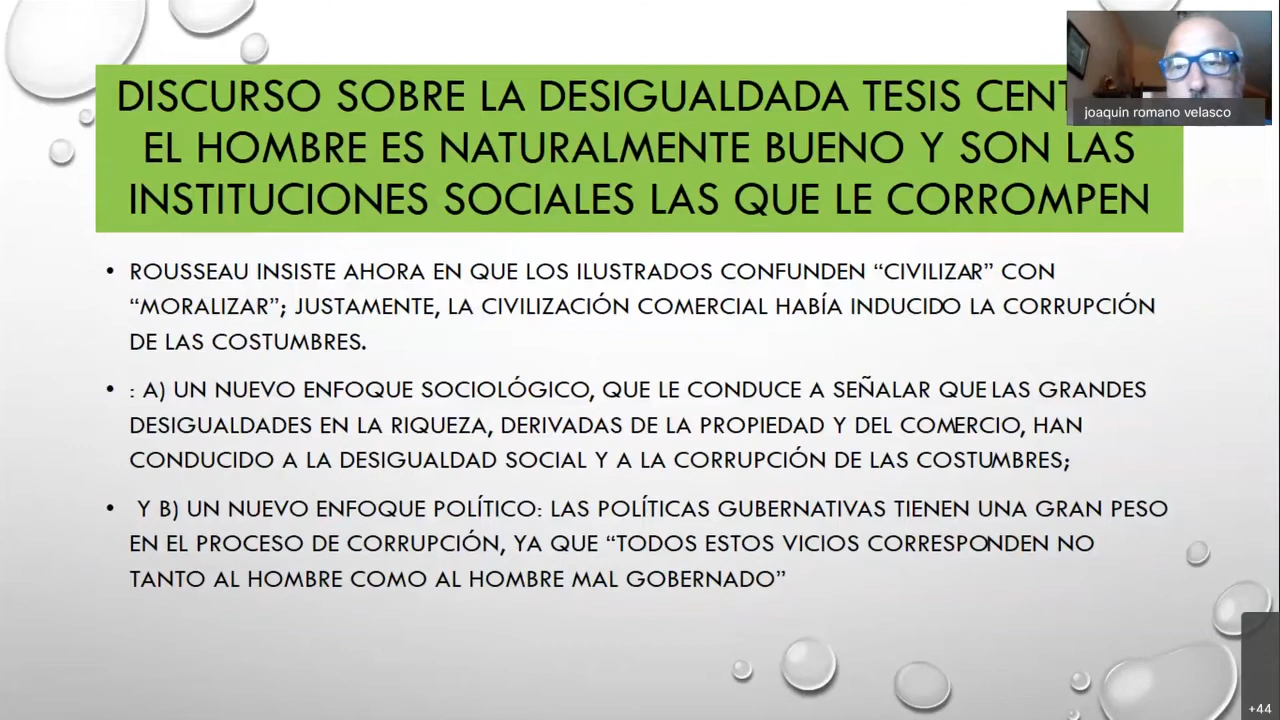 DISCURSO SOBRE LA DESIGUALDADA TESIS CENT
EL HOMBRE ES NATURALMENTE BUENO Y SON LAS
INSTITUCIONES SOCIALES LAS QUE LE CORROMPEN
joaquin romano velasco
• ROUSSEAU INSISTE AHORA EN QUE LOS ILUSTRADOS CONFUNDEN “CIVILIZAR” CON
“MORALIZAR”; JUSTAMENTE, LA CIVILIZACIÓN COMERCIAL HABÍA INDUCIDO LA CORRUPCIÓN
DE LAS COSTUMBRES.
• : A) UN NUEVO ENFOQUE SOCIOLÓGICO, QUE LE CONDUCE A SEÑALAR QUE LAS GRANDES
DESIGUALDADES EN LA RIQUEZA, DERIVADAS DE LA PROPIEDAD Y DEL COMERCIO, HAN
CONDUCIDO A LA DESIGUALDAD SOCIAL Y A LA CORRUPCIÓN DE LAS COSTUMBRES;
• Y B) UN NUEVO ENFOQUE POLÍTICO: LAS POLÍTICAS GUBERNATIVAS TIENEN UNA GRAN PESO
EN EL PROCESO DE CORRUPCIÓN, YA QUE “TODOS ESTOS VICIOS CORRESPONDEN NO
TANTO AL HOMBRE COMO AL HOMBRE MAL GOBERNADO”
+44